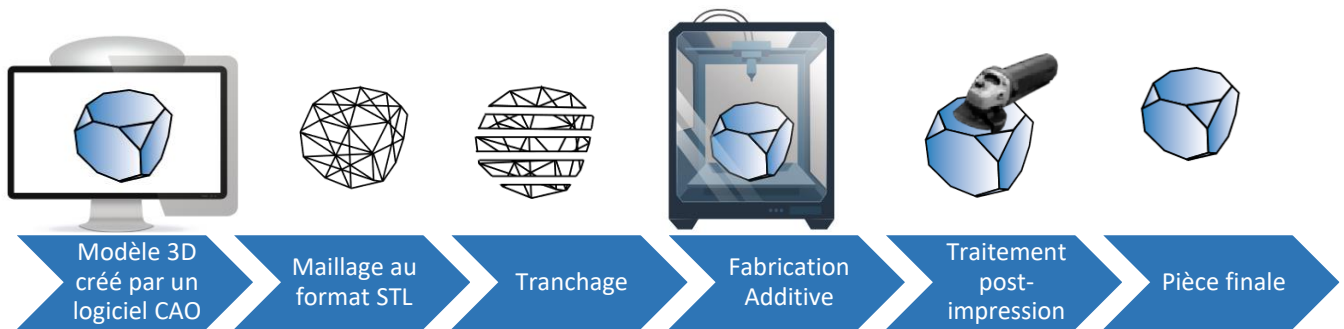 Modèle 3D
créé par un
logiciel CAO
Maillage au
format STL
Tranchage
Fabrication
Additive
Traitement
post-
impression
Pièce finale